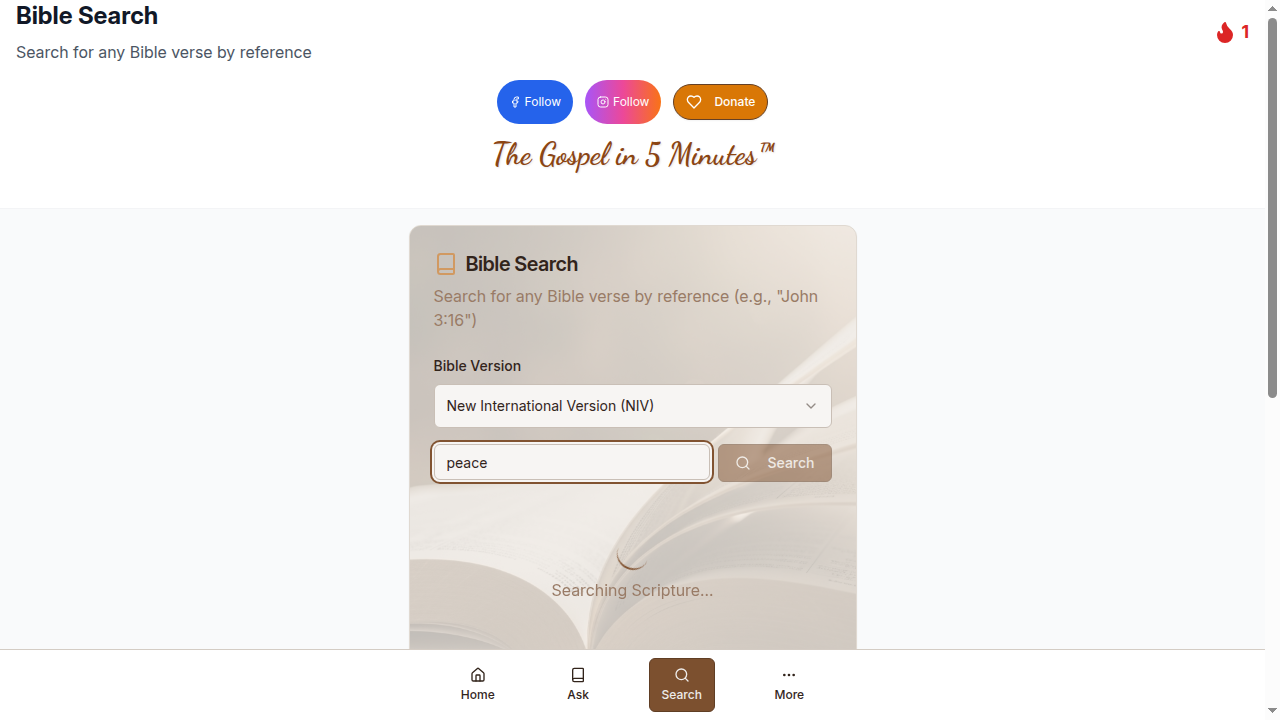 Bible Search
Search for any Bible verse by reference
1
Follow
Follow
Donate
The Gospel in 5 Minutes™
Bible Search
Search for any Bible verse by reference (e.g., "John
3:16")
Bible Version
New International Version (NIV)
peace
Search
Searching Scripture...
Home
Ask
Search
More